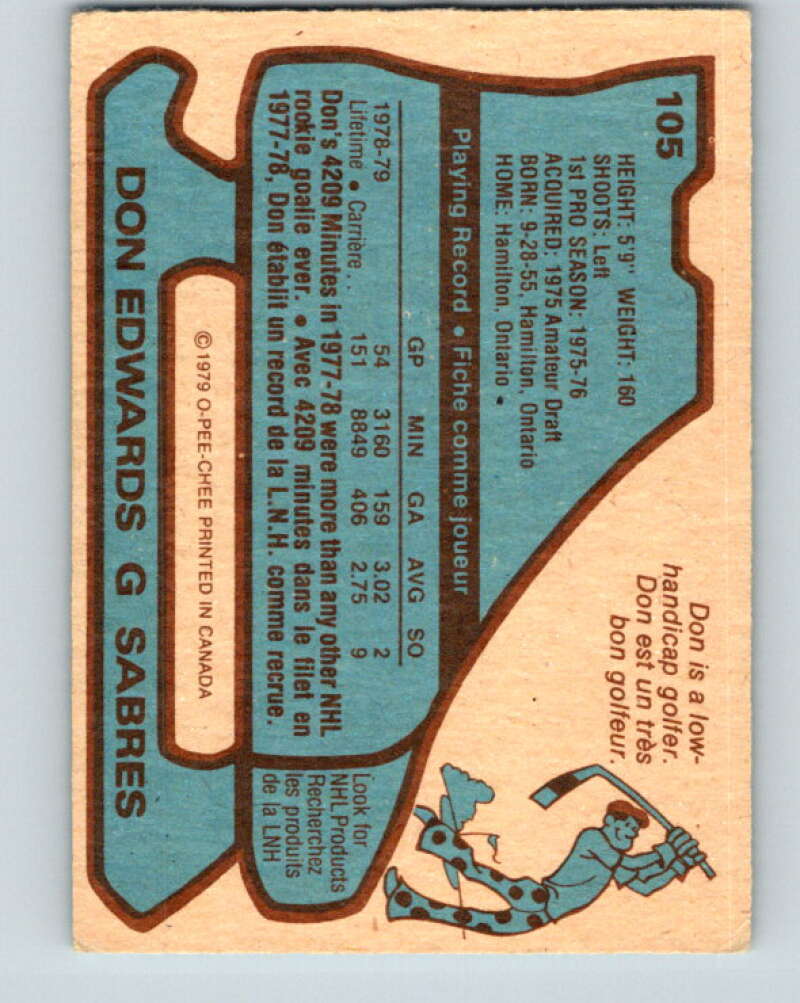 105
HEIGHT: 5'9" WEIGHT: 160
SHOOTS: Left
1st PRO SEASON: 1975-76
ACQUIRED: 1975 Amateur Draft
BORN: 9-28-55, Hamilton, Ontario
HOME: Hamilton, Ontario •
Don is a low-
handicap golfer.
Don est un très
bon golfeur.
Playing Record • Fiche comme joueur
GP MIN GA AVG SO
1978-79 54 3160 159 3.02 2
Lifetime • Carrière . . 151 8849 406 2.75 9
Don's 4209 Minutes in 1977-78 were more than any other NHL
rookie goalie ever. • Avec 4209 minutes dans le filet en
1977-78, Don établit un record de la L.N.H. comme recrue.
Look for
NHL Products
Recherchez
les produits
de la LNH
© 1979 O-PEE-CHEE PRINTED IN CANADA
DON EDWARDS G SABRES